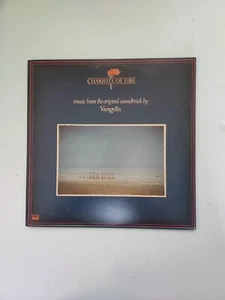 CHARIOTS OF FIRE
music from the original soundtrack by
Vangelis